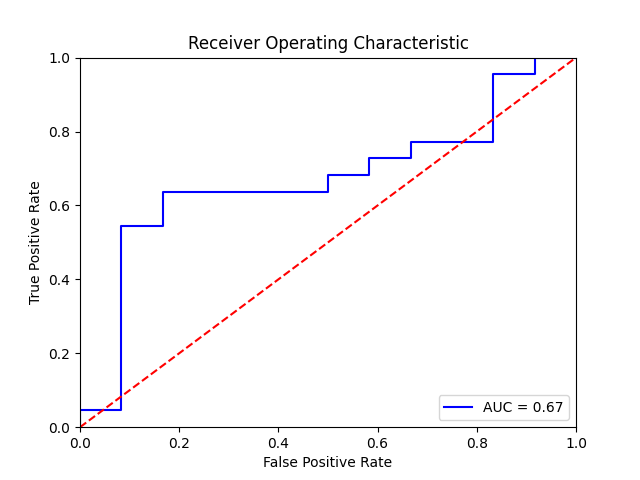 Receiver Operating Characteristic
1.0
0.8
0.6
0.4
0.2
0.0
True Positive Rate
AUC = 0.67
0.0 0.2 0.4 0.6 0.8 1.0
False Positive Rate